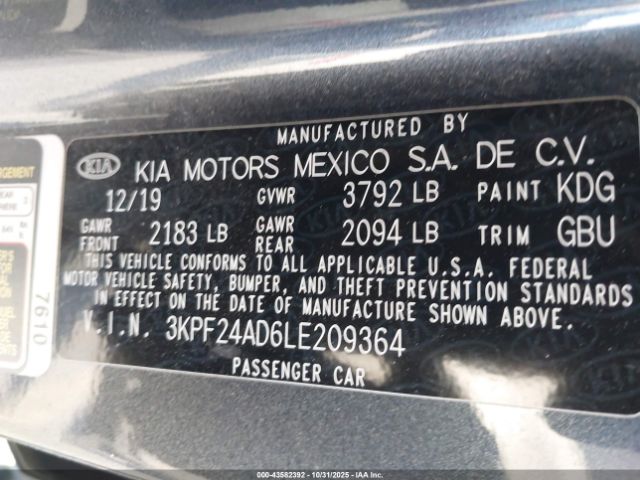 MANUFACTURED BY
KIA KIA MOTORS MEXICO S.A. DE C.V.
12/19 GVWR 3792 LB PAINT KDG
GAWR FRONT 2183 LB GAWR REAR 2094 LB TRIM GBU
THIS VEHICLE CONFORMS TO ALL APPLICABLE U.S.A. FEDERAL
MOTOR VEHICLE SAFETY, BUMPER, AND THEFT PREVENTION STANDARDS
IN EFFECT ON THE DATE OF MANUFACTURE SHOWN ABOVE.
V.I.N. 3KPF24AD6LE209364
PASSENGER CAR
7610
000-43582392 - 10/31/2025 - IAA, Inc.